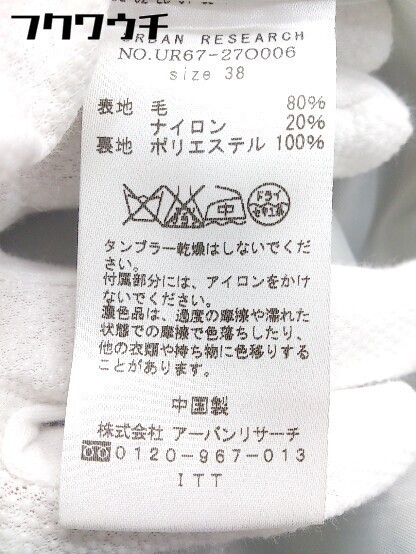 フクワウチ
URBAN RESEARCH
NO.UR67-27O006
size 38
表地 毛 80%
ナイロン 20%
裏地 ポリエステル 100%
中 ドライ セキユ系
タンブラー乾燥はしないでくだ
さい。
付属部分には、アイロンをかけ
ないでください。
濃色品は、過度の摩擦や濡れた
状態での摩擦で色落ちしたり、
他の衣類や持ち物に色移りする
ことがあります。
中国製
株式会社 アーバンリサーチ
0120-967-013
ITT